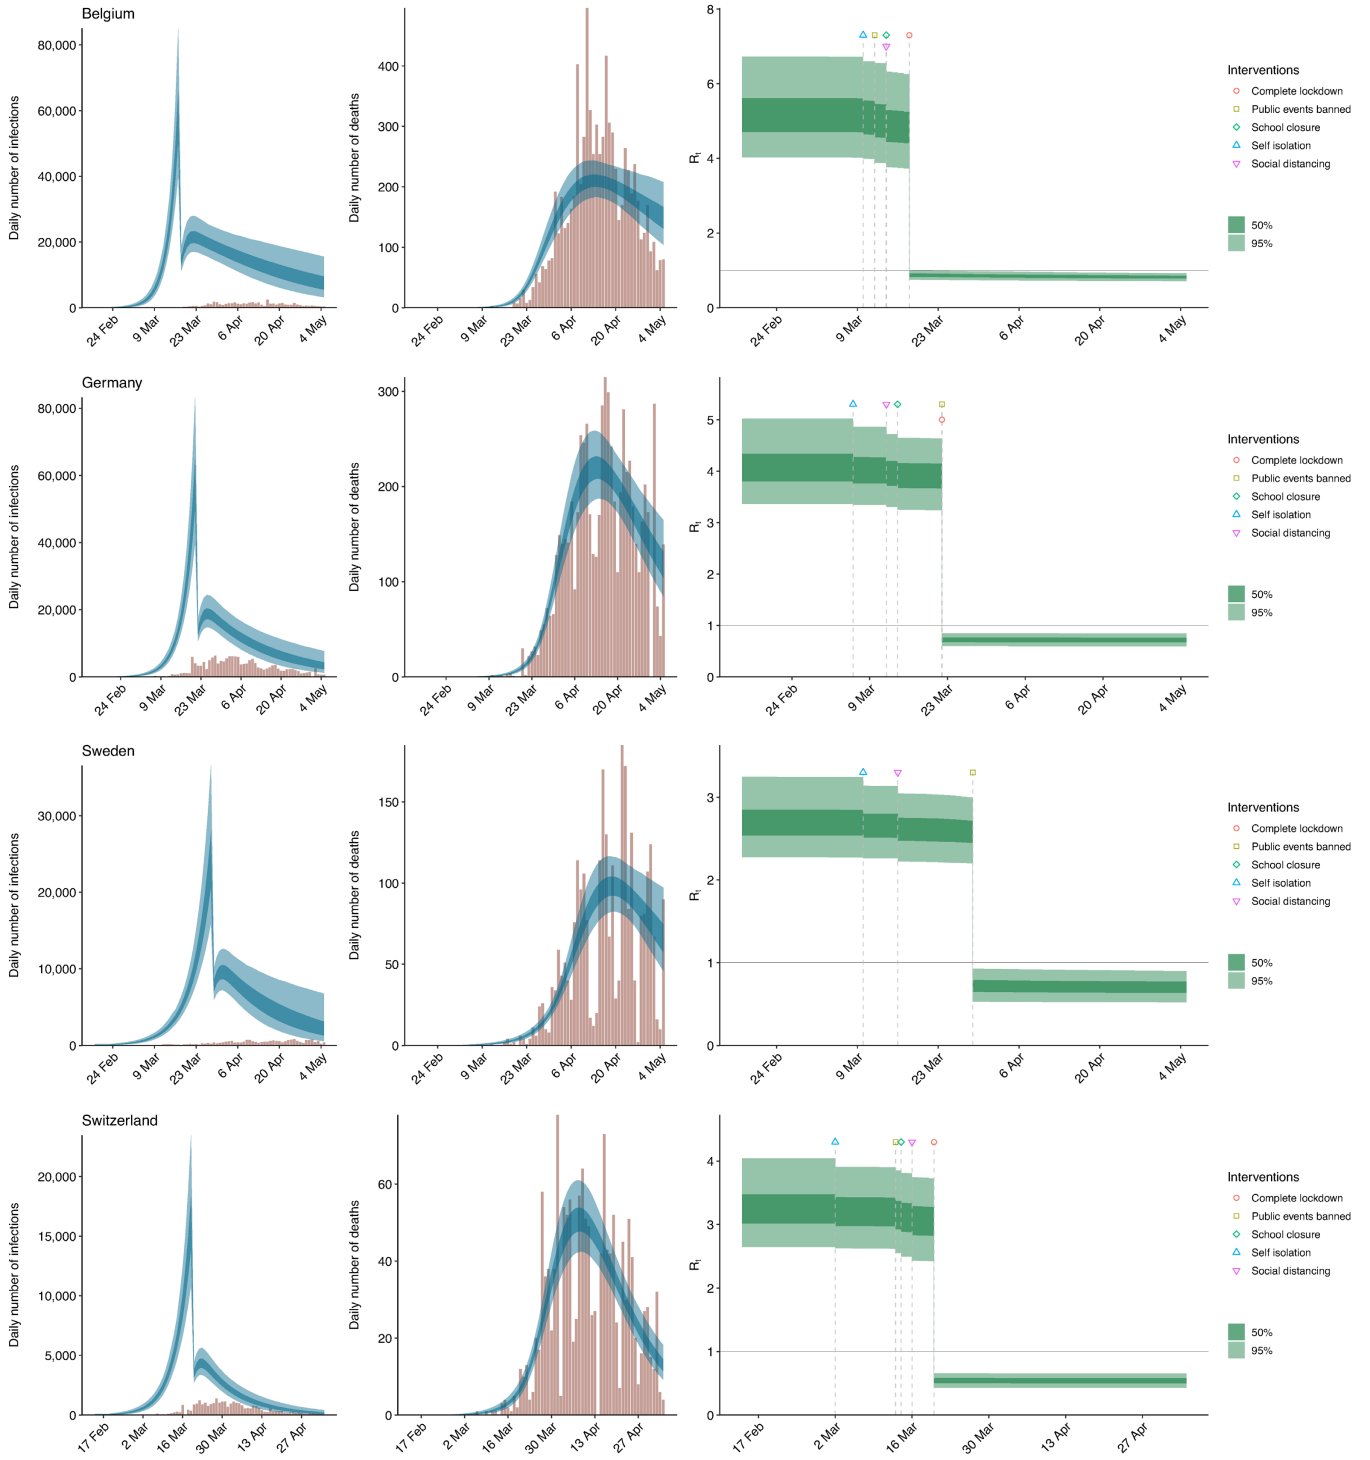 Belgium
Daily number of infections
80,000
60,000
40,000
20,000
0
24 Feb
9 Mar
23 Mar
6 Apr
20 Apr
4 May
Daily number of deaths
400
300
200
100
0
24 Feb
9 Mar
23 Mar
6 Apr
20 Apr
4 May
Rt
8
6
4
2
0
24 Feb
9 Mar
23 Mar
6 Apr
20 Apr
4 May
Interventions
Complete lockdown
Public events banned
School closure
Self isolation
Social distancing
50%
95%
Germany
Daily number of infections
80,000
60,000
40,000
20,000
0
24 Feb
9 Mar
23 Mar
6 Apr
20 Apr
4 May
Daily number of deaths
300
200
100
0
24 Feb
9 Mar
23 Mar
6 Apr
20 Apr
4 May
Rt
5
4
3
2
1
0
24 Feb
9 Mar
23 Mar
6 Apr
20 Apr
4 May
Interventions
Complete lockdown
Public events banned
School closure
Self isolation
Social distancing
50%
95%
Sweden
Daily number of infections
30,000
20,000
10,000
0
24 Feb
9 Mar
23 Mar
6 Apr
20 Apr
4 May
Daily number of deaths
150
100
50
0
24 Feb
9 Mar
23 Mar
6 Apr
20 Apr
4 May
Rt
3
2
1
0
24 Feb
9 Mar
23 Mar
6 Apr
20 Apr
4 May
Interventions
Complete lockdown
Public events banned
School closure
Self isolation
Social distancing
50%
95%
Switzerland
Daily number of infections
20,000
15,000
10,000
5,000
0
17 Feb
2 Mar
16 Mar
30 Mar
13 Apr
27 Apr
Daily number of deaths
60
40
20
0
17 Feb
2 Mar
16 Mar
30 Mar
13 Apr
27 Apr
Rt
4
3
2
1
0
17 Feb
2 Mar
16 Mar
30 Mar
13 Apr
27 Apr
Interventions
Complete lockdown
Public events banned
School closure
Self isolation
Social distancing
50%
95%